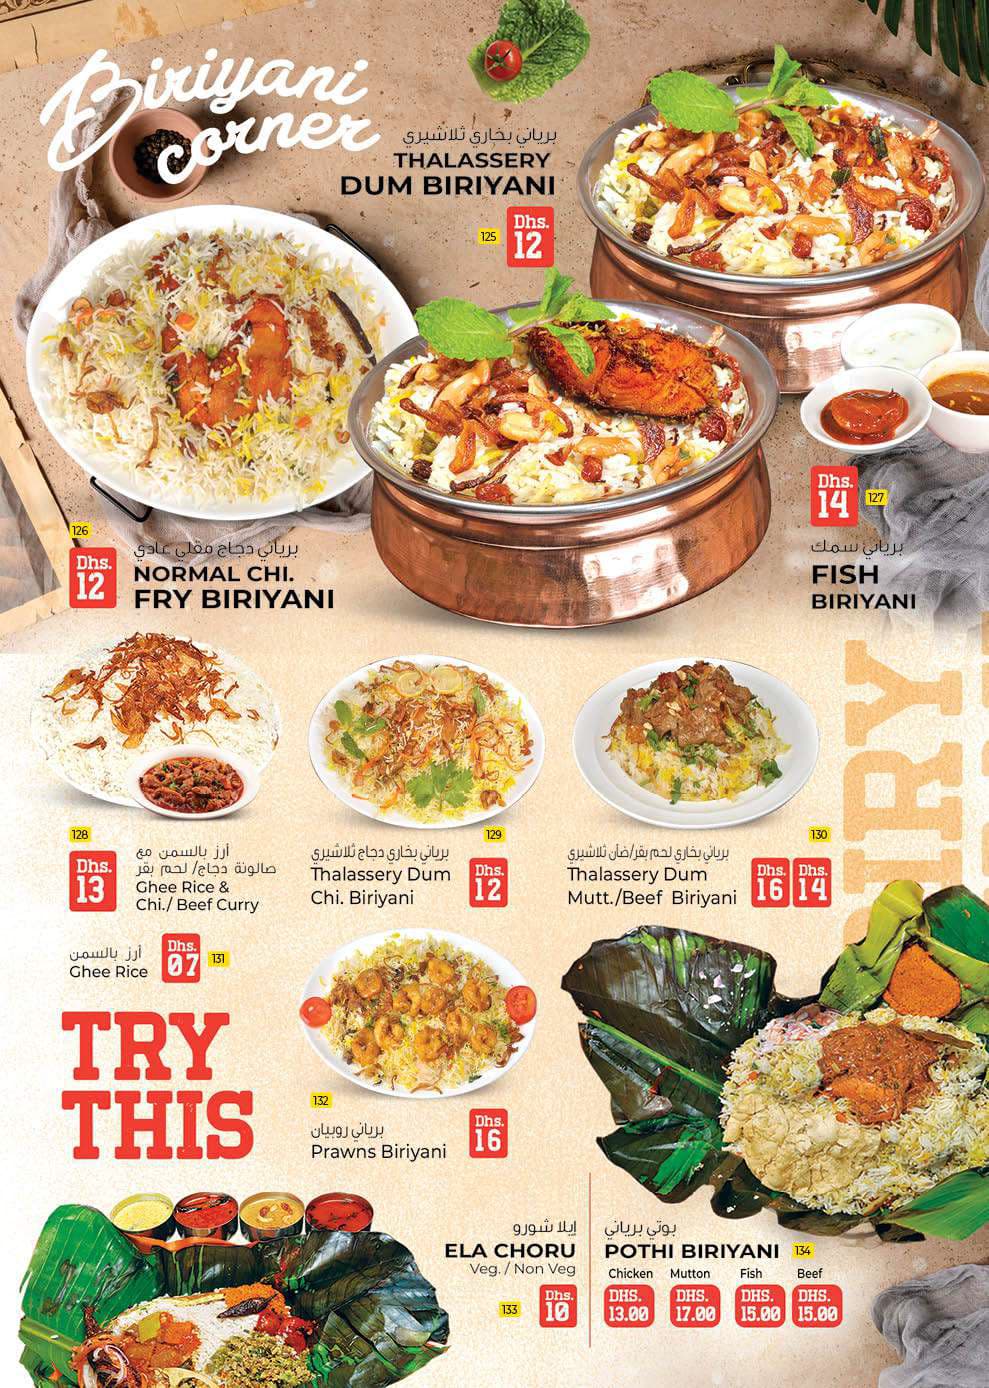 Biriyani
corner
برياني بخاري ثلاشيري
THALASSERY
DUM BIRIYANI
125
Dhs.
12
126
Dhs.
12
برياني دجاج مقلي عادي
NORMAL CHI.
FRY BIRIYANI
Dhs.
14
127
برياني سمك
FISH
BIRIYANI
BIRY
128
Dhs.
13
أرز بالسمن مع
صالونة دجاج/ لحم بقر
Ghee Rice &
Chi./ Beef Curry
129
برياني بخاري دجاج ثلاشيري
Thalassery Dum
Chi. Biriyani
Dhs.
12
130
برياني بخاري لحم بقر/ضأن ثلاشيري
Thalassery Dum
Mutt./Beef Biriyani
Dhs.
16
Dhs.
14
أرز بالسمن
Ghee Rice
Dhs.
07
131
TRY
THIS
132
برياني روبيان
Prawns Biriyani
Dhs.
16
إيلا شورو
ELA CHORU
Veg. / Non Veg
133
Dhs.
10
بوتي برياني
POTHI BIRIYANI 134
Chicken Mutton Fish Beef
DHS. DHS. DHS. DHS.
13.00 17.00 15.00 15.00